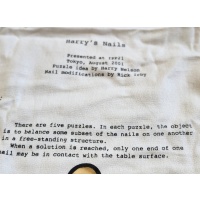 Harry's Nails
Presented at IPP21
Tokyo, August 2001
Puzzle idea by Harry Nelson
Nail modifications by Rick
There are five puzzles. In each puzzle, the object
is to balance some subset of the nails on one another
in a free-standing structure.
When a solution is reached, only one end of one
nail may be in contact with the table surface.